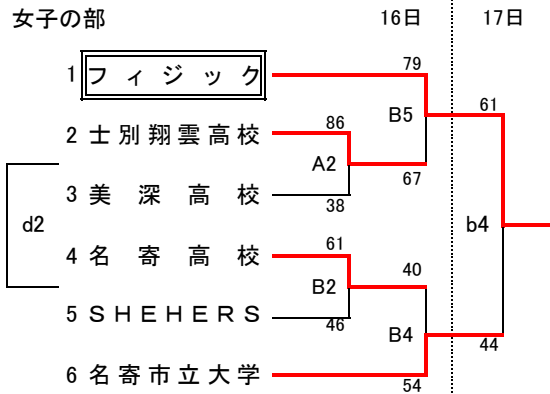 女子の部 16日 17日
1 フィジック 79
B5 61
2 士別翔雲高校 86
A2 67
3 美深高校 38
d2 b4
4 名寄高校 61 40
B2
5 SHEHERS 46
B4 44
6 名寄市立大学 54